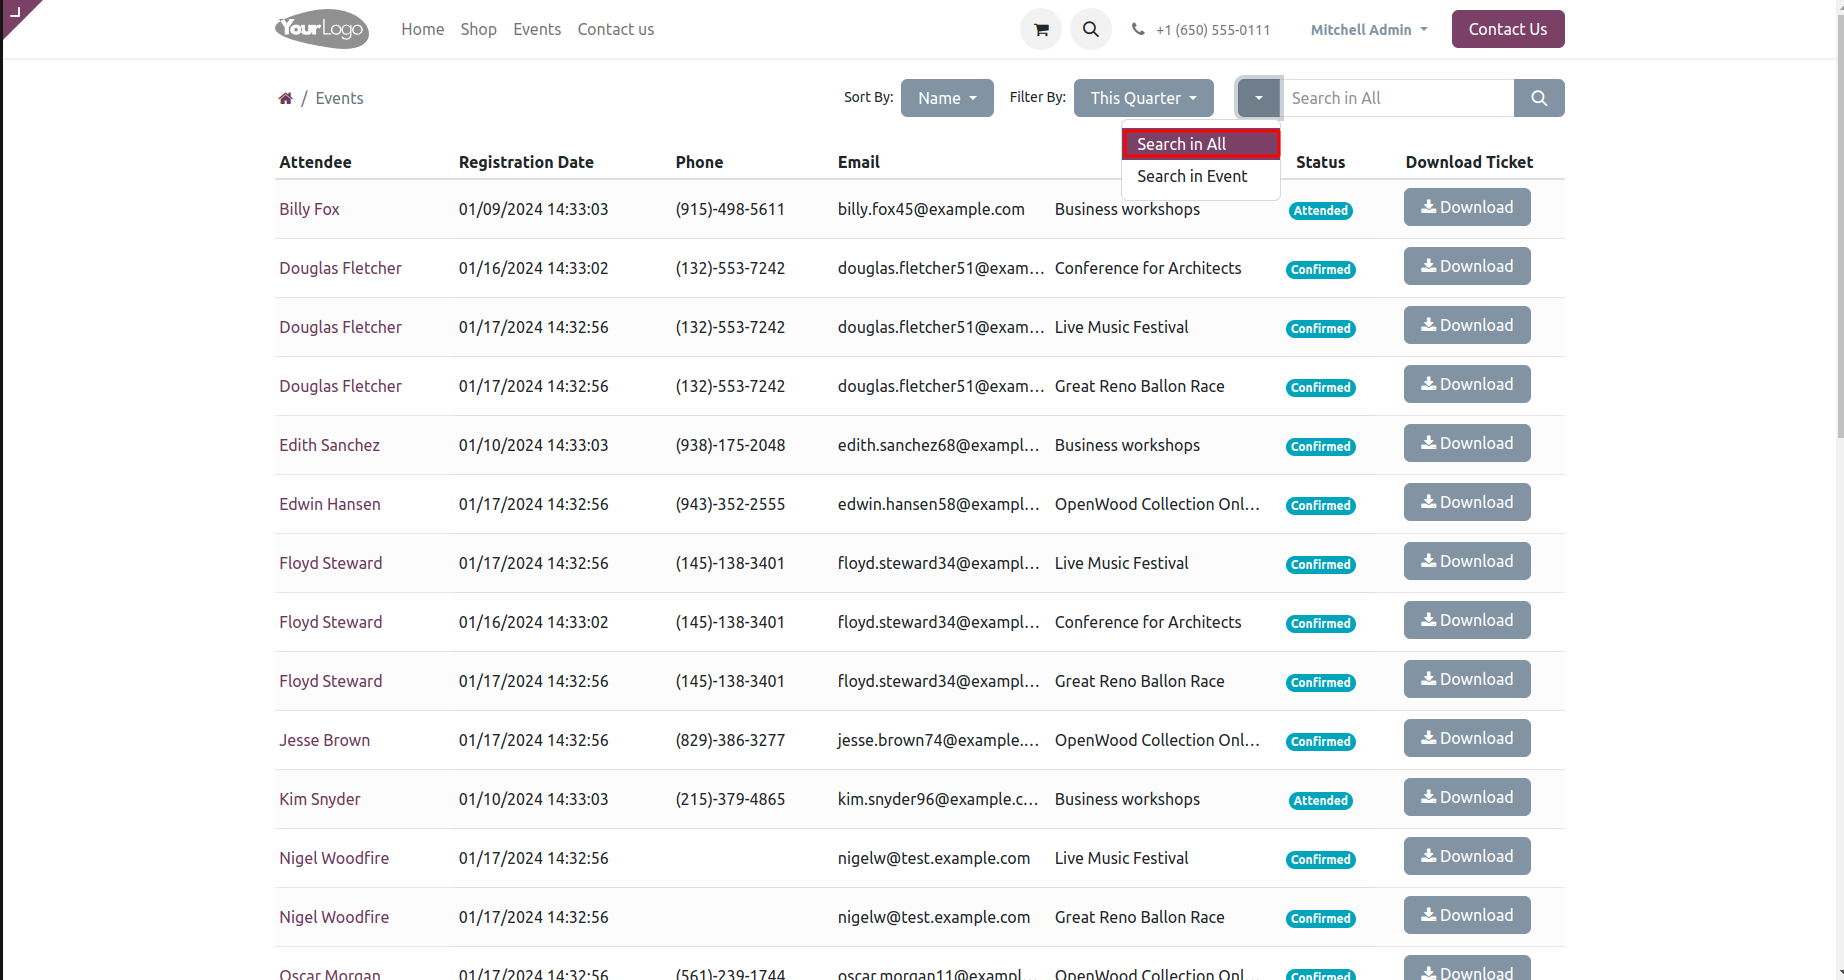 YourLogo Home Shop Events Contact us +1 (650) 555-0111 Mitchell Admin Contact Us
/ Events Sort By: Name Filter By: This Quarter Search in All
Search in All
Search in Event
Attendee Registration Date Phone Email Status Download Ticket
Billy Fox 01/09/2024 14:33:03 (915)-498-5611 billy.fox45@example.com Business workshops Attended Download
Douglas Fletcher 01/16/2024 14:33:02 (132)-553-7242 douglas.fletcher51@exam... Conference for Architects Confirmed Download
Douglas Fletcher 01/17/2024 14:32:56 (132)-553-7242 douglas.fletcher51@exam... Live Music Festival Confirmed Download
Douglas Fletcher 01/17/2024 14:32:56 (132)-553-7242 douglas.fletcher51@exam... Great Reno Ballon Race Confirmed Download
Edith Sanchez 01/10/2024 14:33:03 (938)-175-2048 edith.sanchez68@exampl... Business workshops Confirmed Download
Edwin Hansen 01/17/2024 14:32:56 (943)-352-2555 edwin.hansen58@exampl... OpenWood Collection Onl... Confirmed Download
Floyd Steward 01/17/2024 14:32:56 (145)-138-3401 floyd.steward34@exampl... Live Music Festival Confirmed Download
Floyd Steward 01/16/2024 14:33:02 (145)-138-3401 floyd.steward34@exampl... Conference for Architects Confirmed Download
Floyd Steward 01/17/2024 14:32:56 (145)-138-3401 floyd.steward34@exampl... Great Reno Ballon Race Confirmed Download
Jesse Brown 01/17/2024 14:32:56 (829)-386-3277 jesse.brown74@example.... OpenWood Collection Onl... Confirmed Download
Kim Snyder 01/10/2024 14:33:03 (215)-379-4865 kim.snyder96@example.c... Business workshops Attended Download
Nigel Woodfire 01/17/2024 14:32:56 nigelw@test.example.com Live Music Festival Confirmed Download
Nigel Woodfire 01/17/2024 14:32:56 nigelw@test.example.com Great Reno Ballon Race Confirmed Download
Oscar Morgan 01/17/2024 14:32:56 (561)-239-1744 oscar.morgan11@exampl... OpenWood Collection Onl... Confirmed Download